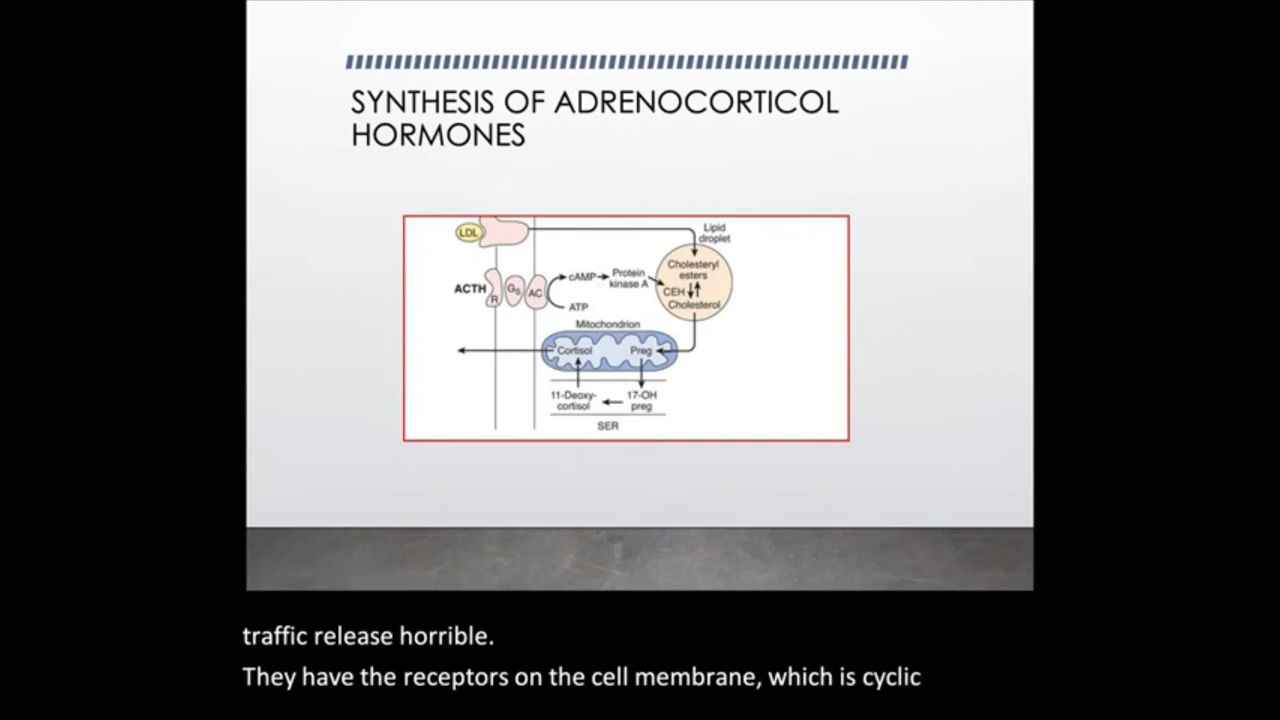 SYNTHESIS OF ADRENOCORTICOL
HORMONES
LDL
Lipid
droplet
Cholesteryl
esters
CEH
Cholesterol
ACTH
R
Gs
AC
cAMP
Protein
kinase A
ATP
Mitochondrion
Cortisol
Preg
11-Deoxy-
cortisol
17-OH
preg
SER
traffic release horrible.
They have the receptors on the cell membrane, which is cyclic